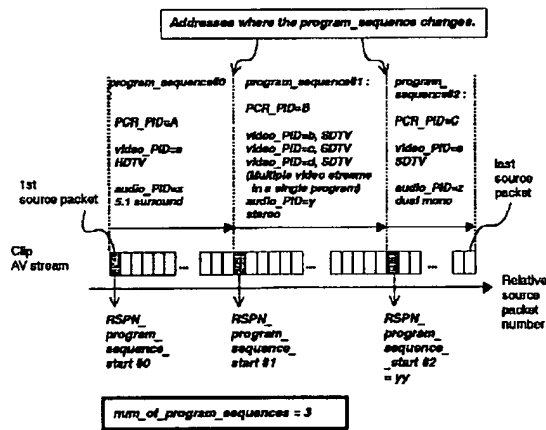 Addresses where the program_sequence changes.
program_sequence#0
PCR_PID=A
video_PID=a
HDTV
audio_PID=x
5.1 surround
program_sequence#1 :
PCR_PID=B
video_PID=b, SDTV
video_PID=c, SDTV
video_PID=d, SDTV
(Multiple video streams
in a single program)
audio_PID=y
stereo
program_
sequence#2 :
PCR_PID=C
video_PID=e
SDTV
audio_PID=z
dual mono
1st
source packet
last
source
packet
Clip
AV stream
... ... ...
Relative
source
packet
number
RSPN_
program_
sequence_
start #0
RSPN_
program_
sequence_
start #1
RSPN_
program_
sequence_
_start #2
= yy
num_of_program_sequences = 3